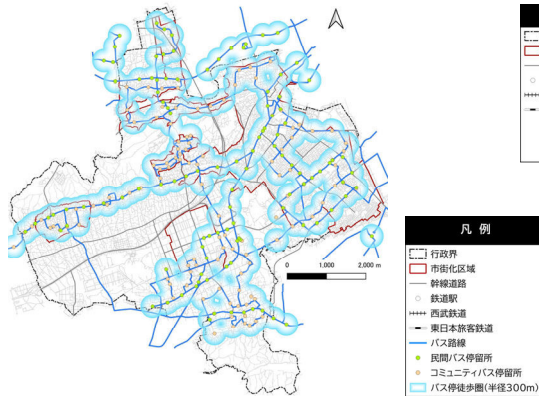 0 1,000 2,000 m
凡 例
行政界
市街化区域
幹線道路
鉄道駅
西武鉄道
東日本旅客鉄道
バス路線
民間バス停留所
コミュニティバス停留所
バス停徒歩圏(半径300m)